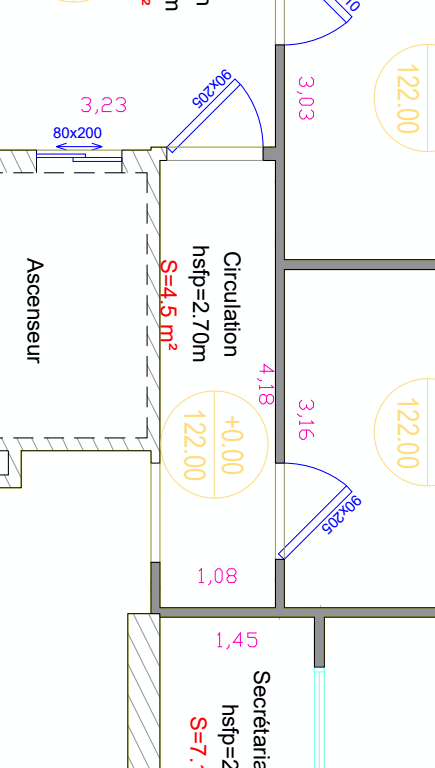 3,23
80x200
90x205
3,03
122.00
Circulation
hsfp=2.70m
S=4.5 m²
Ascenseur
4,18
3,16
+0.00
122.00
122.00
90x205
1,08
1,45
hsfp=2
S=7.